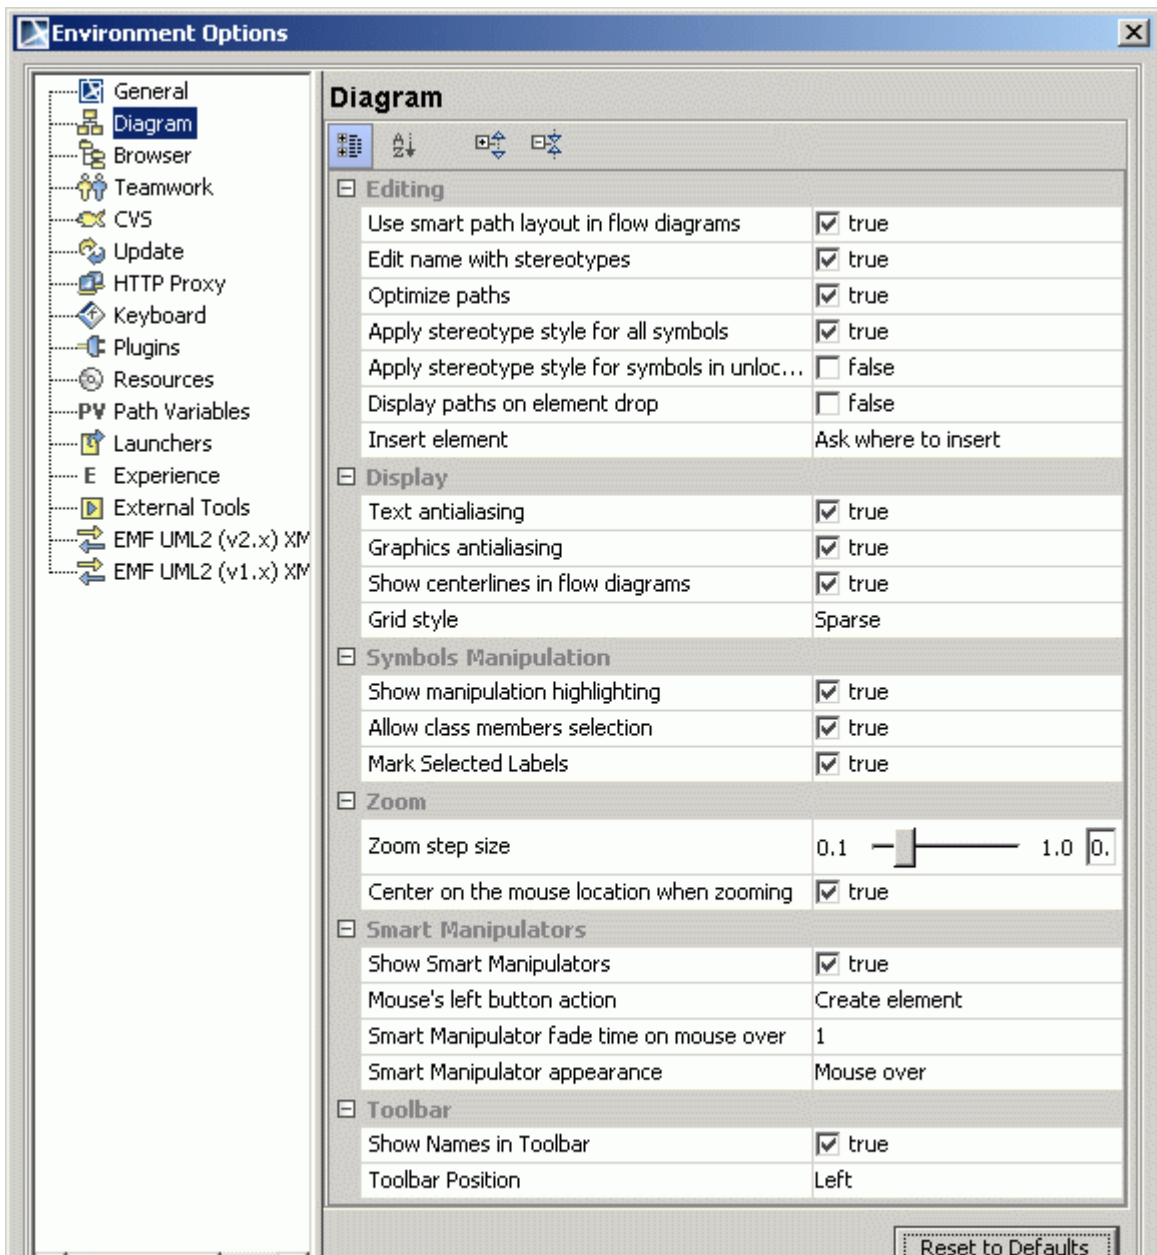 Environment Options
General
Diagram
Browser
Teamwork
CVS
Update
HTTP Proxy
Keyboard
Plugins
Resources
PV Path Variables
Launchers
E Experience
External Tools
EMF UML2 (v2.x) XM
EMF UML2 (v1.x) XM
Diagram
Editing
Use smart path layout in flow diagrams true
Edit name with stereotypes true
Optimize paths true
Apply stereotype style for all symbols true
Apply stereotype style for symbols in unloc... false
Display paths on element drop false
Insert element Ask where to insert
Display
Text antialiasing true
Graphics antialiasing true
Show centerlines in flow diagrams true
Grid style Sparse
Symbols Manipulation
Show manipulation highlighting true
Allow class members selection true
Mark Selected Labels true
Zoom
Zoom step size 0.1 1.0 0.
Center on the mouse location when zooming true
Smart Manipulators
Show Smart Manipulators true
Mouse's left button action Create element
Smart Manipulator fade time on mouse over 1
Smart Manipulator appearance Mouse over
Toolbar
Show Names in Toolbar true
Toolbar Position Left
Reset to Defaults